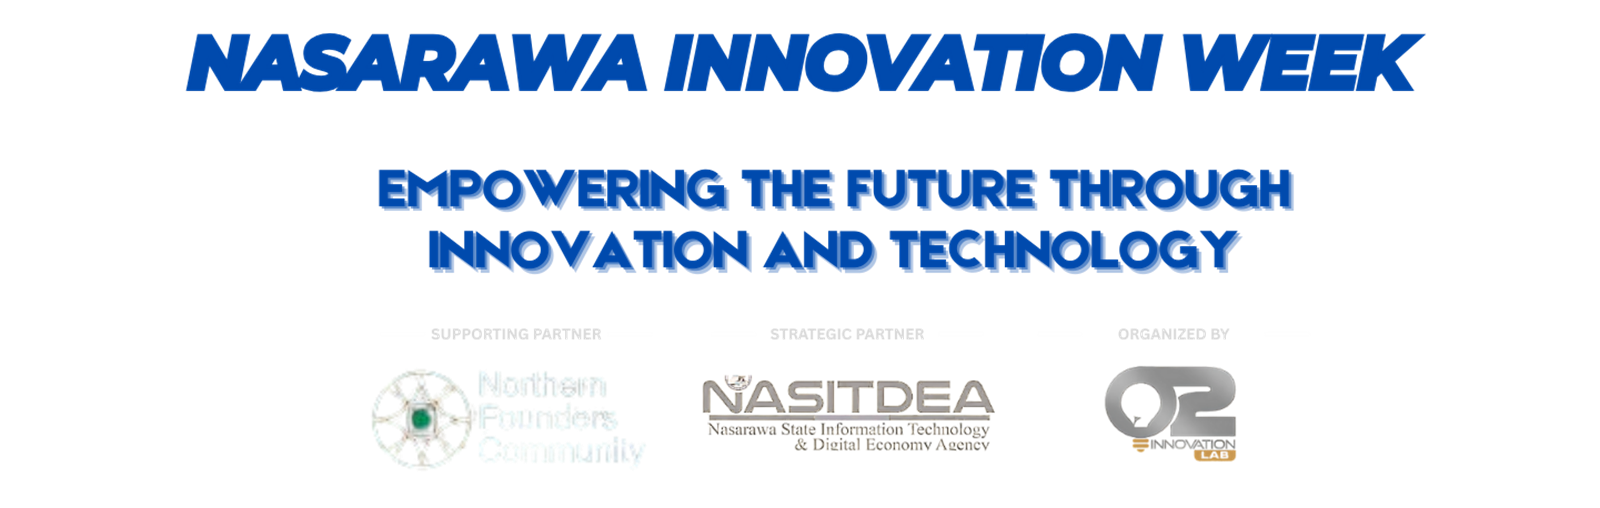 NASARAWA INNOVATION WEEK
EMPOWERING THE FUTURE THROUGH
INNOVATION AND TECHNOLOGY
SUPPORTING PARTNER
Northern
Founders
Community
STRATEGIC PARTNER
NASITDEA
Nasarawa State Information Technology
& Digital Economy Agency
ORGANIZED BY
O2
INNOVATION
LAB